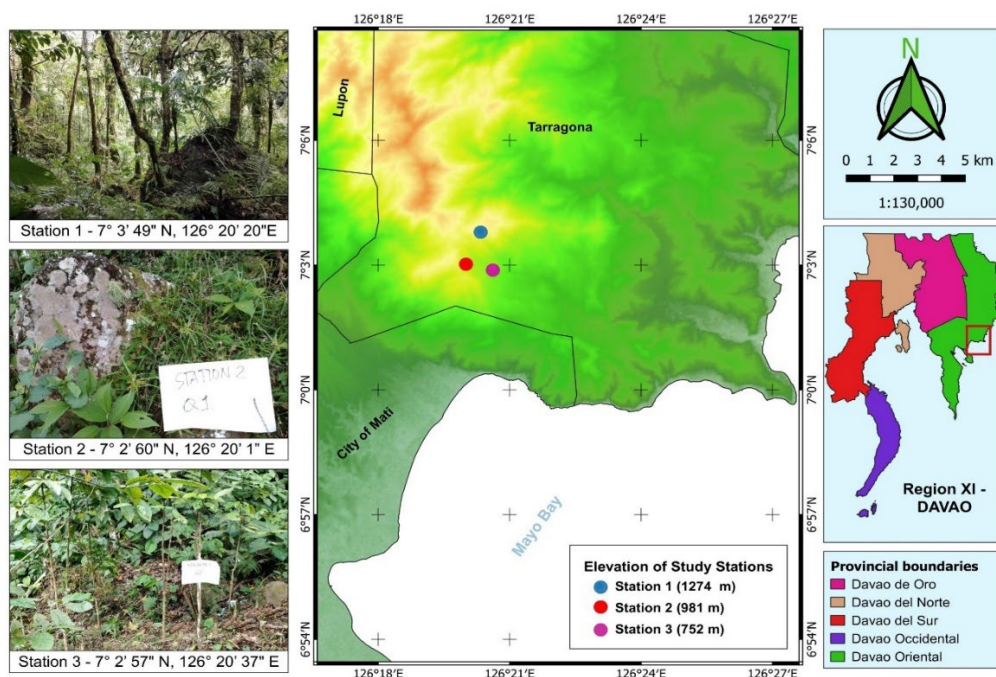 Station 1 - 7° 3' 49" N, 126° 20' 20"E
STATION 2
Q1
Station 2 - 7° 2' 60" N, 126° 20' 1" E
Station 3 - 7° 2' 57" N, 126° 20' 37" E
126°18'E 126°21'E 126°24'E 126°27'E
7°6'N 7°6'N
7°3'N 7°3'N
7°0'N 7°0'N
6°57'N 6°57'N
6°54'N 6°54'N
126°18'E 126°21'E 126°24'E 126°27'E
Lupon
Tarragona
City of Mati
Mayo Bay
Elevation of Study Stations
Station 1 (1274 m)
Station 2 (981 m)
Station 3 (752 m)
N
0 1 2 3 4 5 km
1:130,000
Region XI -
DAVAO
Provincial boundaries
Davao de Oro
Davao del Norte
Davao del Sur
Davao Occidental
Davao Oriental